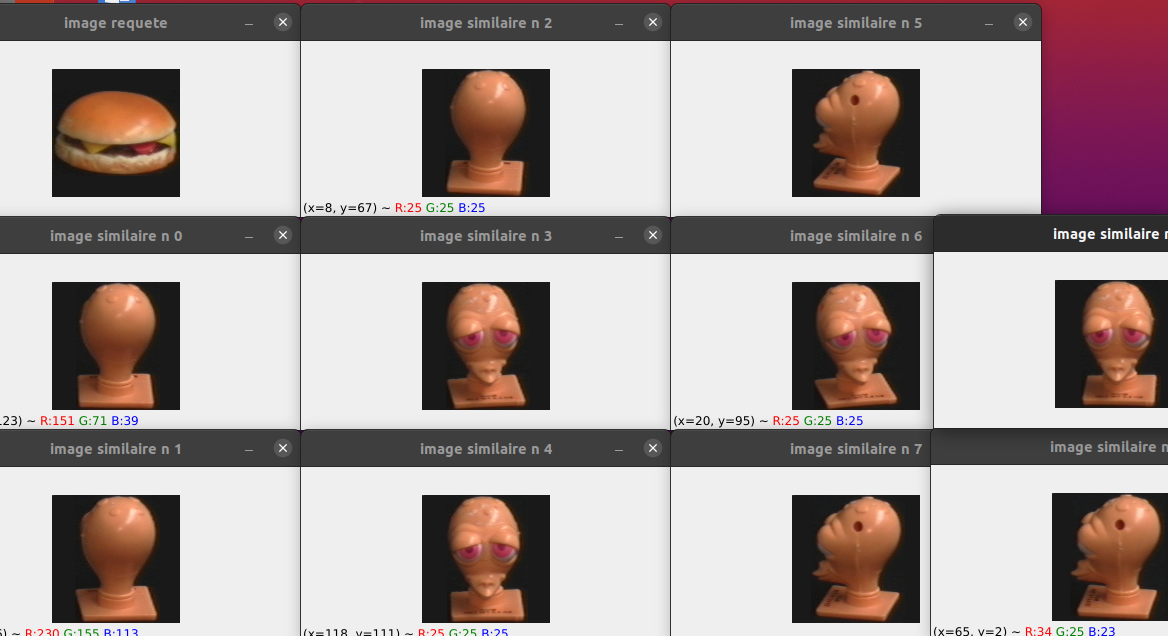 image requete
image similaire n 2
image similaire n 5
(x=8, y=67) ~ R:25 G:25 B:25
image similaire n 0
image similaire n 3
image similaire n 6
image similaire
123) ~ R:151 G:71 B:39
(x=20, y=95) ~ R:25 G:25 B:25
image similaire n 1
image similaire n 4
image similaire n 7
image similaire
~ R:230 G:155 B:113
(x=118, y=111) ~ R:25 G:25 B:25
(x=65, y=2) ~ R:34 G:25 B:23